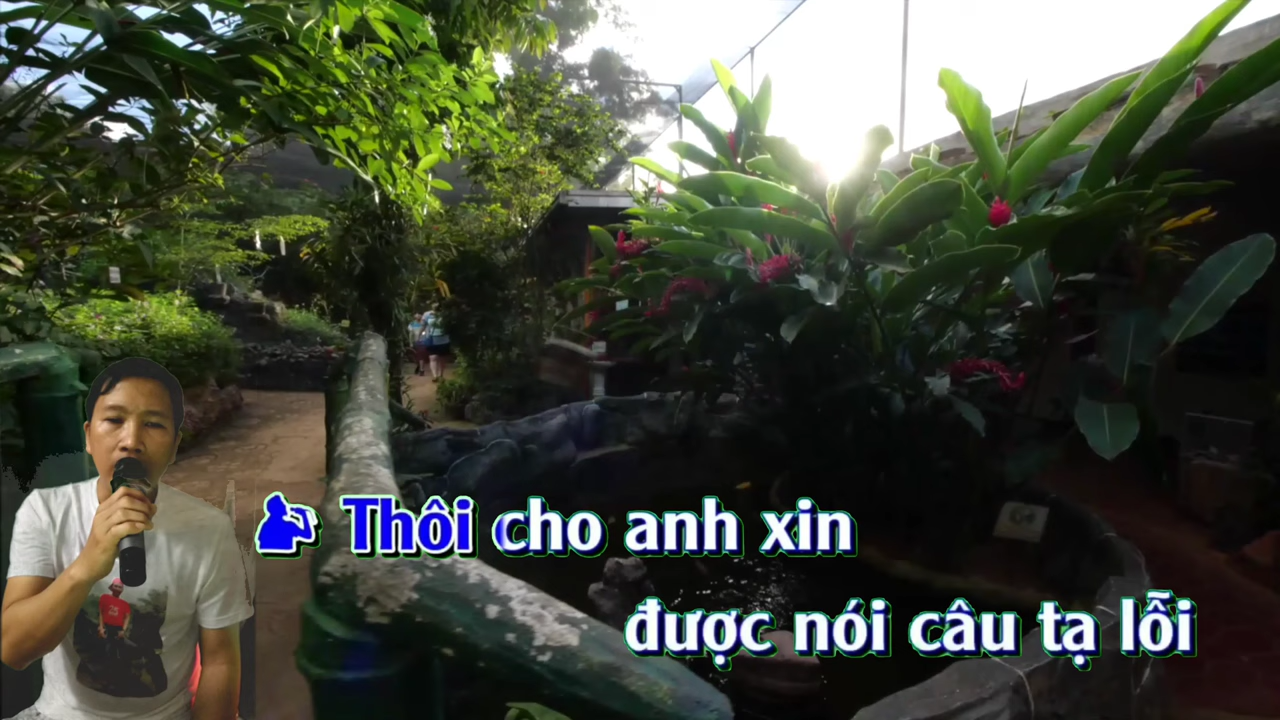 Thôi cho anh xin
được nói câu tạ lỗi